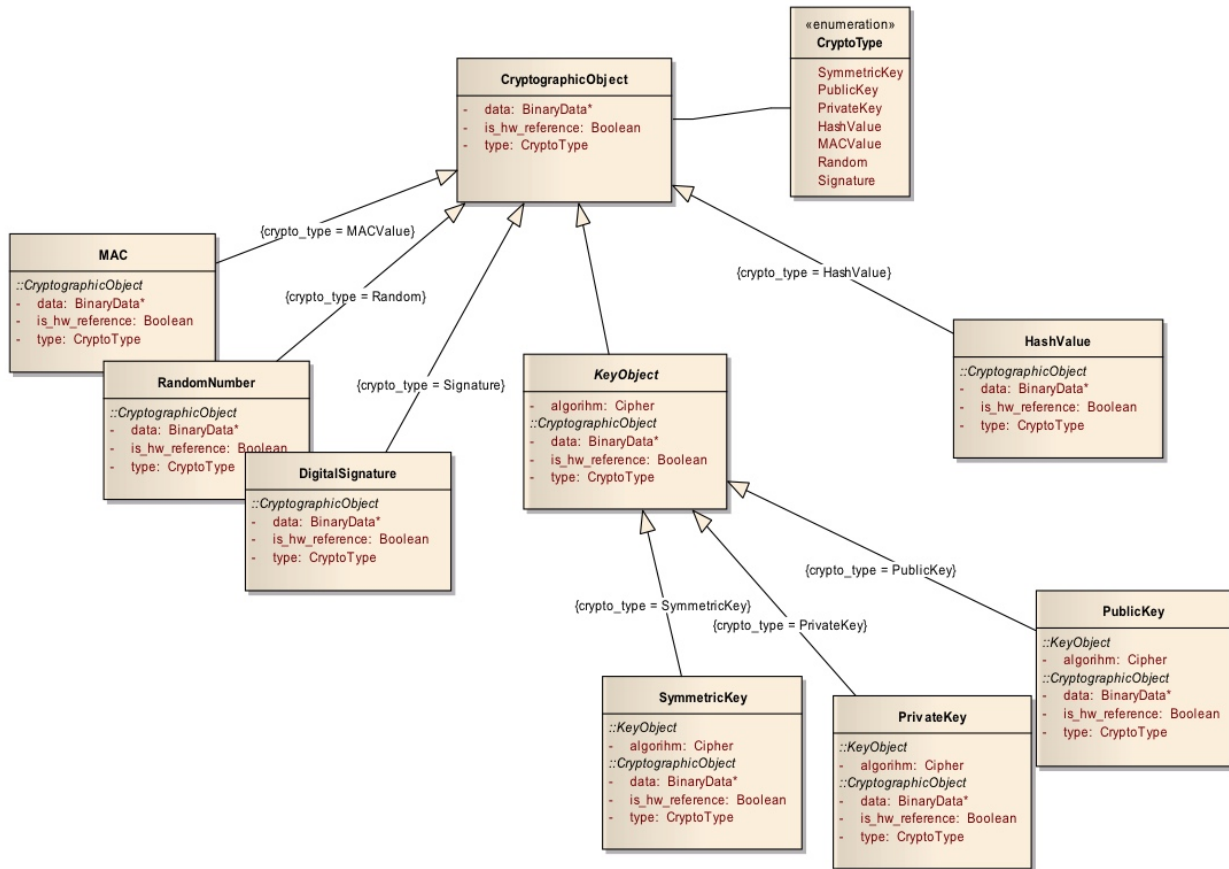 «enumeration»
CryptoType
SymmetricKey
PublicKey
PrivateKey
HashValue
MACValue
Random
Signature
CryptographicObject
- data: BinaryData*
- is_hw_reference: Boolean
- type: CryptoType
{crypto_type = MACValue}
{crypto_type = Random}
{crypto_type = Signature}
{crypto_type = HashValue}
MAC
::CryptographicObject
- data: BinaryData*
- is_hw_reference: Boolean
- type: CryptoType
RandomNumber
::CryptographicObject
- data: BinaryData*
- is_hw_reference: Boolean
- type: CryptoType
DigitalSignature
::CryptographicObject
- data: BinaryData*
- is_hw_reference: Boolean
- type: CryptoType
KeyObject
- algorihm: Cipher
::CryptographicObject
- data: BinaryData*
- is_hw_reference: Boolean
- type: CryptoType
HashValue
::CryptographicObject
- data: BinaryData*
- is_hw_reference: Boolean
- type: CryptoType
{crypto_type = PublicKey}
{crypto_type = SymmetricKey}
{crypto_type = PrivateKey}
SymmetricKey
::KeyObject
- algorihm: Cipher
::CryptographicObject
- data: BinaryData*
- is_hw_reference: Boolean
- type: CryptoType
PrivateKey
::KeyObject
- algorihm: Cipher
::CryptographicObject
- data: BinaryData*
- is_hw_reference: Boolean
- type: CryptoType
PublicKey
::KeyObject
- algorihm: Cipher
::CryptographicObject
- data: BinaryData*
- is_hw_reference: Boolean
- type: CryptoType